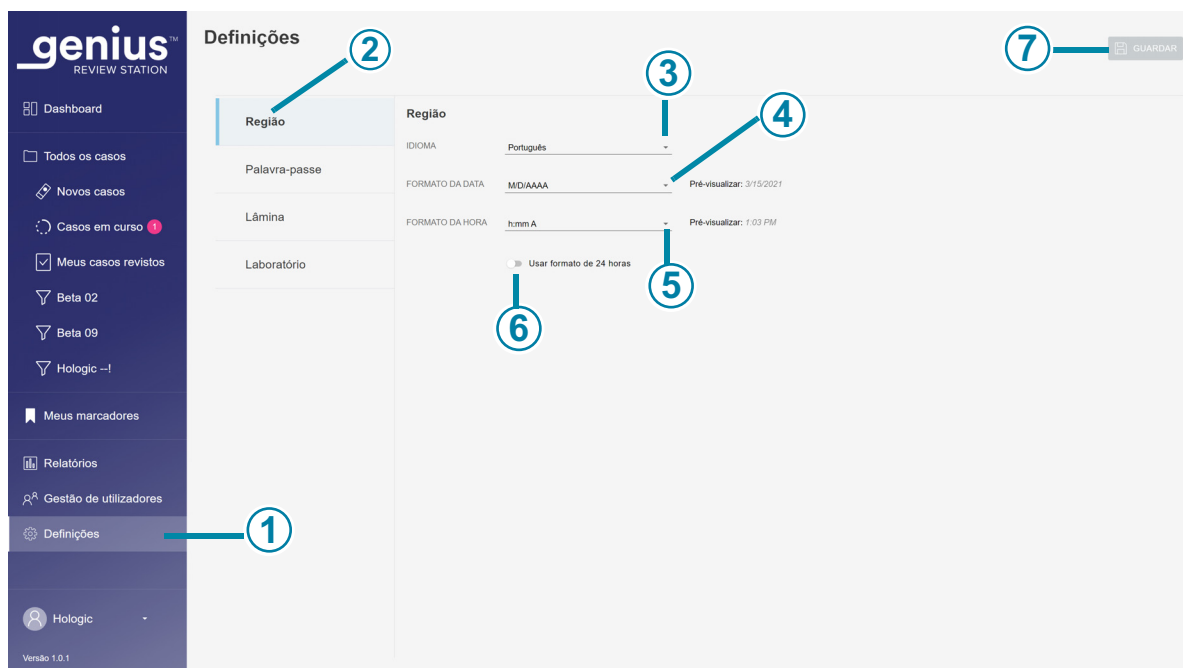 genius™
REVIEW STATION
Dashboard
Todos os casos
Novos casos
Casos em curso 1
Meus casos revistos
Beta 02
Beta 09
Hologic --!
Meus marcadores
Relatórios
Gestão de utilizadores
Definições
Hologic
Versão 1.0.1
Definições
GUARDAR
Região
Palavra-passe
Lâmina
Laboratório
Região
IDIOMA Português
FORMATO DA DATA M/D/AAAA Pré-visualizar: 3/15/2021
FORMATO DA HORA h:mm A Pré-visualizar: 1:03 PM
Usar formato de 24 horas
1
2
3
4
5
6
7